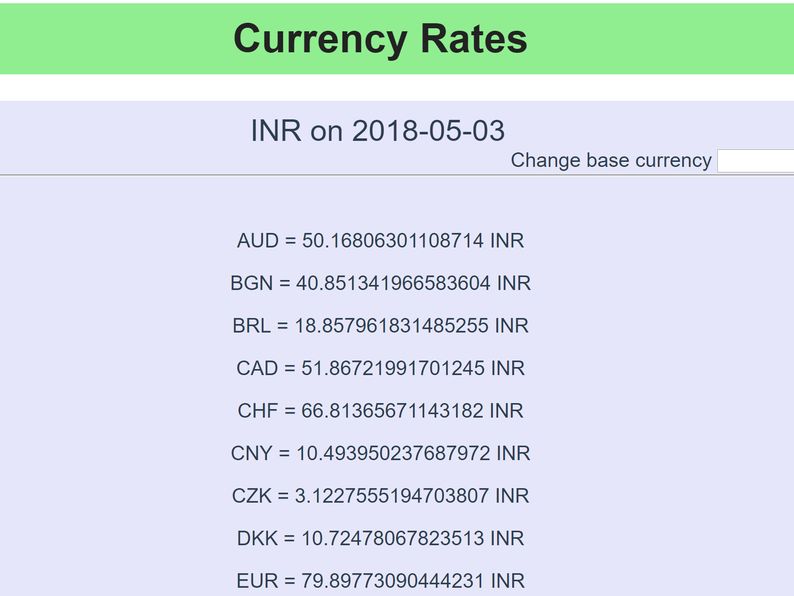 Currency Rates
INR on 2018-05-03
Change base currency
AUD = 50.16806301108714 INR
BGN = 40.851341966583604 INR
BRL = 18.857961831485255 INR
CAD = 51.86721991701245 INR
CHF = 66.81365671143182 INR
CNY = 10.493950237687972 INR
CZK = 3.1227555194703807 INR
DKK = 10.72478067823513 INR
EUR = 79.89773090444231 INR